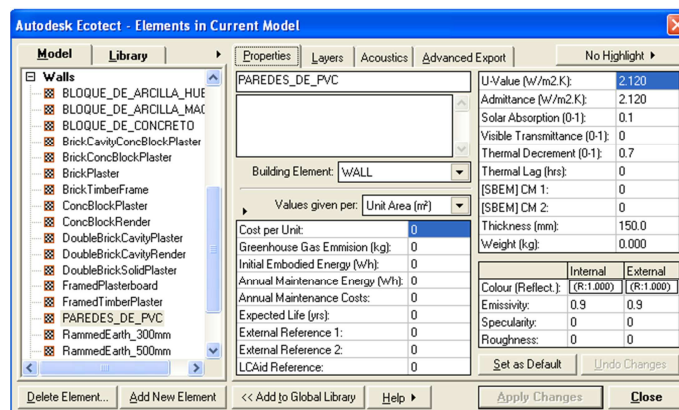 Autodesk Ecotect - Elements in Current Model
Model Library
Walls
BLOQUE_DE_ARCILLA_HUE
BLOQUE_DE_ARCILLA_MAC
BLOQUE_DE_CONCRETO
BrickCavityConcBlockPlaster
BrickConcBlockPlaster
BrickPlaster
BrickTimberFrame
ConcBlockPlaster
ConcBlockRender
DoubleBrickCavityPlaster
DoubleBrickCavityRender
DoubleBrickSolidPlaster
FramedPlasterboard
FramedTimberPlaster
PAREDES_DE_PVC
RammedEarth_300mm
RammedEarth_500mm
Properties Layers Acoustics Advanced Export
No Highlight
PAREDES_DE_PVC
Building Element: WALL
Values given per: Unit Area (m²)
Cost per Unit: 0
Greenhouse Gas Emmision (kg): 0
Initial Embodied Energy (Wh): 0
Annual Maintenance Energy (Wh): 0
Annual Maintenance Costs: 0
Expected Life (yrs): 0
External Reference 1: 0
External Reference 2: 0
LCAid Reference: 0
U-Value (W/m2.K): 2.120
Admittance (W/m2.K): 2.120
Solar Absorption (0-1): 0.1
Visible Transmittance (0-1): 0
Thermal Decrement (0-1): 0.7
Thermal Lag (hrs): 0
[SBEM] CM 1: 0
[SBEM] CM 2: 0
Thickness (mm): 150.0
Weight (kg): 0.000
Internal External
Colour (Reflect.): (R:1.000) (R:1.000)
Emissivity: 0.9 0.9
Specularity: 0 0
Roughness: 0 0
Set as Default Undo Changes
Delete Element... Add New Element << Add to Global Library Help Apply Changes Close